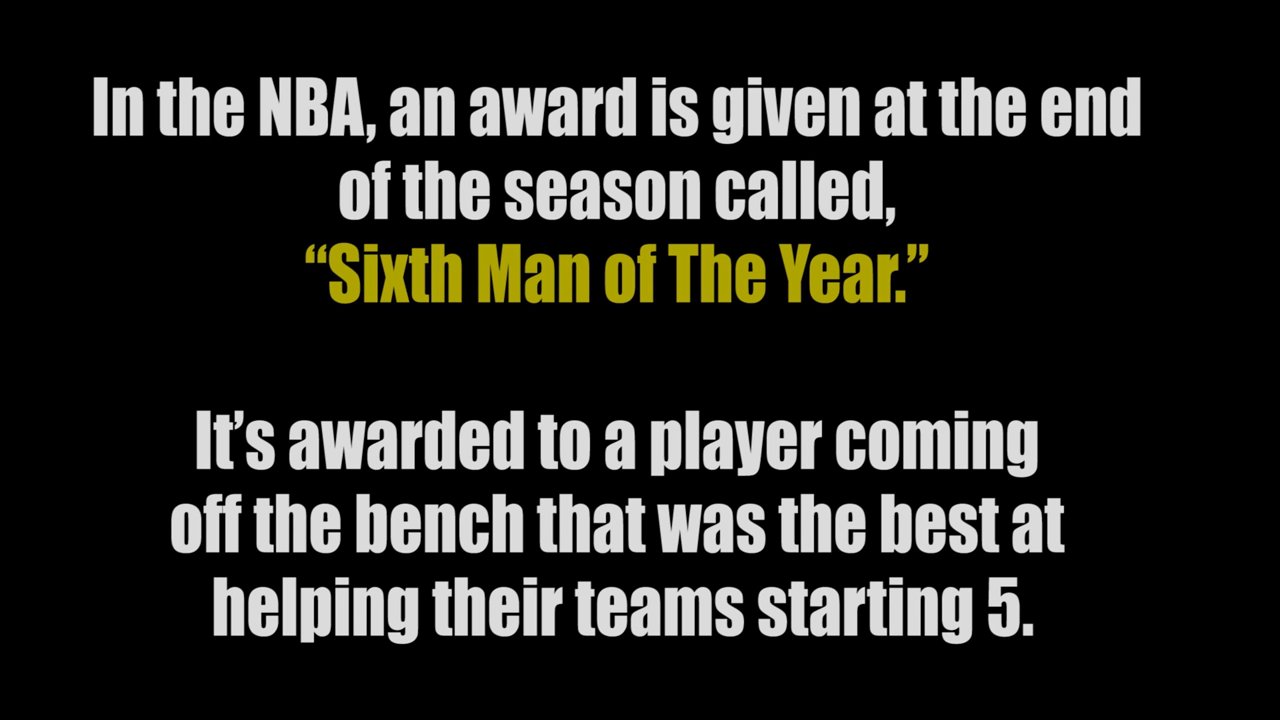 In the NBA, an award is given at the end
of the season called,
“Sixth Man of The Year.”
It’s awarded to a player coming
off the bench that was the best at
helping their teams starting 5.